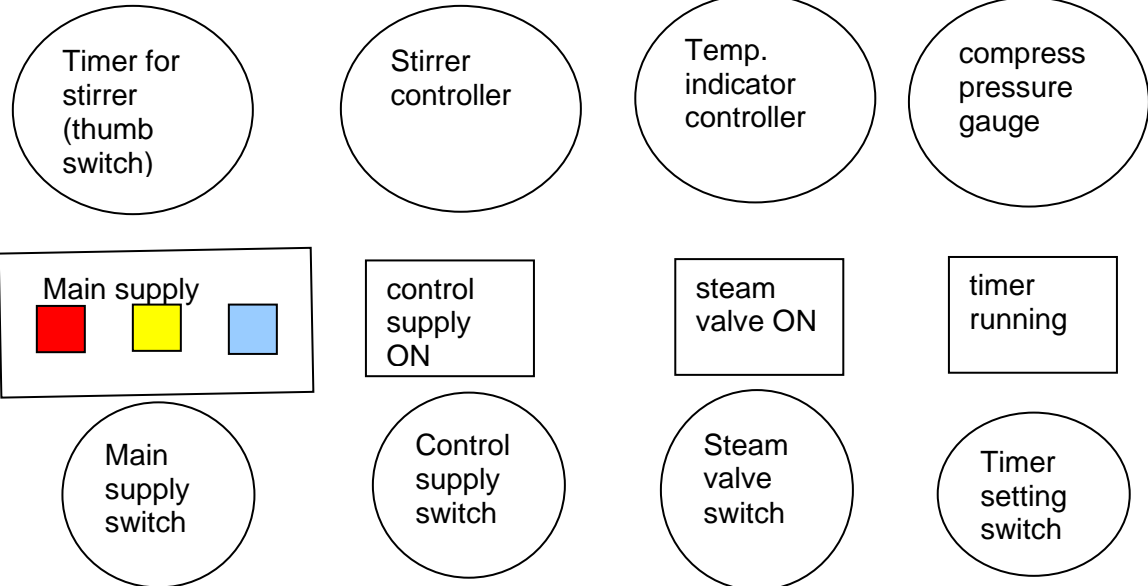 Timer for
stirrer
(thumb
switch)
Stirrer
controller
Temp.
indicator
controller
compress
pressure
gauge
Main supply
control
supply
ON
steam
valve ON
timer
running
Main
supply
switch
Control
supply
switch
Steam
valve
switch
Timer
setting
switch